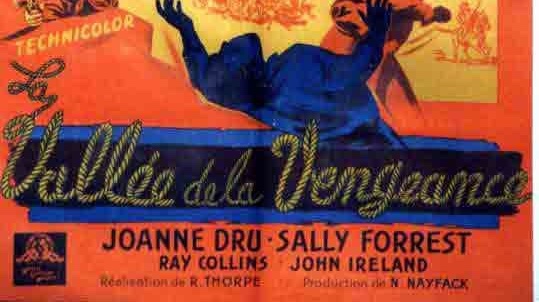 TECHNICOLOR
La
Vallée de la Vengeance
JOANNE DRU · SALLY FORREST
RAY COLLINS · JOHN IRELAND
Réalisation de R. THORPE Production de N. NAYFACK